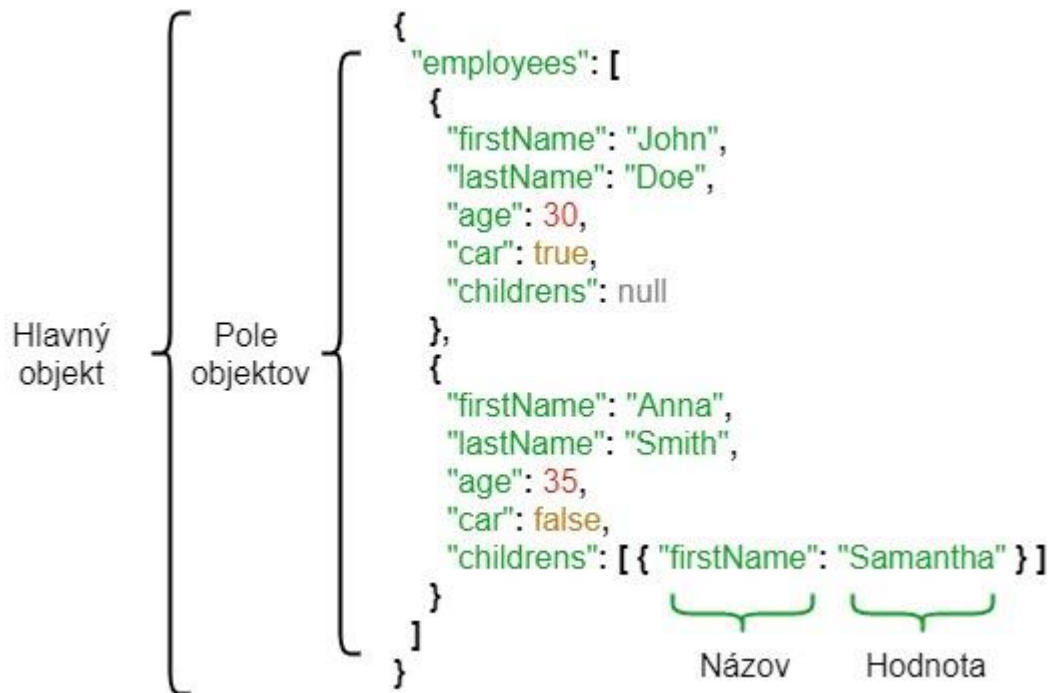 {
"employees": [
{
"firstName": "John",
"lastName": "Doe",
"age": 30,
"car": true,
"childrens": null
},
{
"firstName": "Anna",
"lastName": "Smith",
"age": 35,
"car": false,
"childrens": [ { "firstName": "Samantha" } ]
}
]
}
Hlavný
objekt
Pole
objektov
Názov
Hodnota